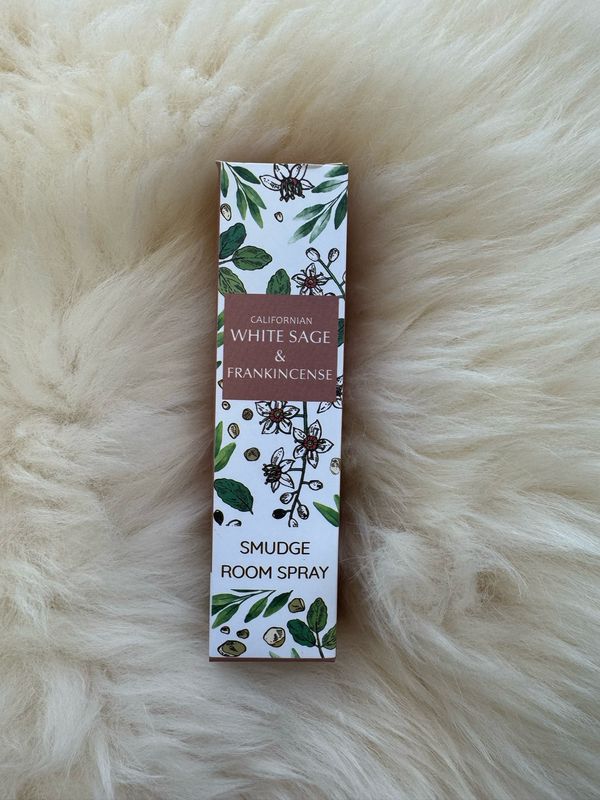 CALIFORNIAN
WHITE SAGE
&
FRANKINCENSE
SMUDGE
ROOM SPRAY